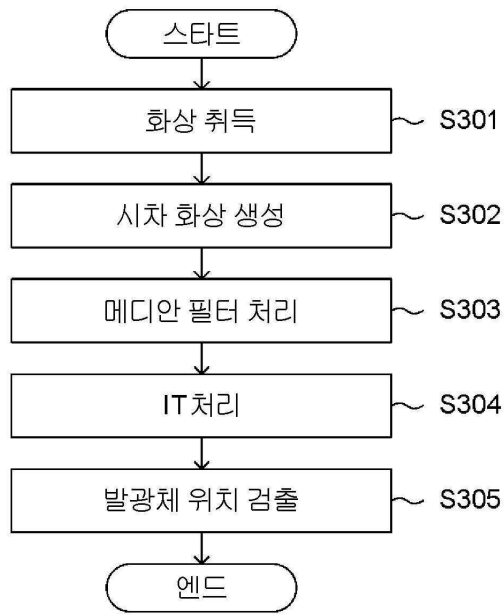 스타트
화상 취득
S301
시차 화상 생성
S302
메디안 필터 처리
S303
IT처리
S304
발광체 위치 검출
S305
엔드